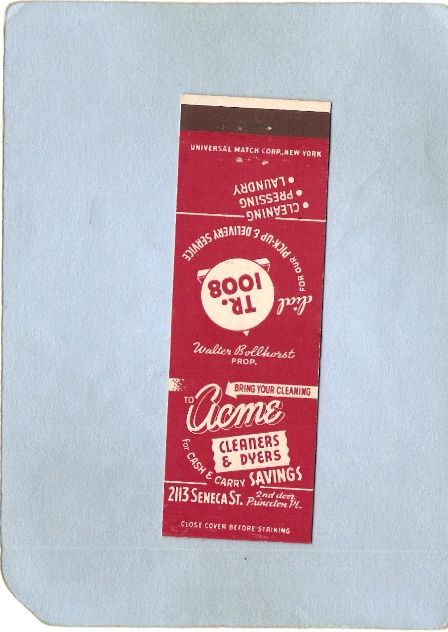 UNIVERSAL MATCH CORP., NEW YORK
• CLEANING
• PRESSING
• LAUNDRY
dial FOR OUR PICK-UP & DELIVERY SERVICE
TR.
1008
Walter Bollhorst
PROP.
BRING YOUR CLEANING
TO Acme
CLEANERS
& DYERS
for CASH & CARRY SAVINGS
2113 SENECA ST. 2nd door
Princeton Pl.
CLOSE COVER BEFORE STRIKING